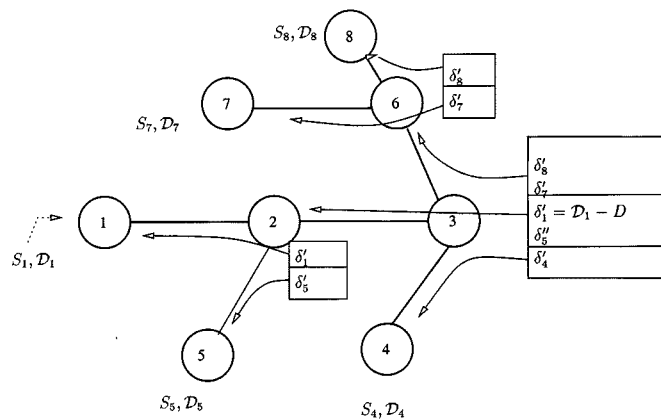 S₈, 𝒟₈
8
δ′₈
δ′₇
7
6
S₇, 𝒟₇
δ′₈
δ′₇
δ′₁ = 𝒟₁ − D
δ″₅
δ′₄
1
2
3
S₁, 𝒟₁
δ′₁
δ′₅
5
4
S₅, 𝒟₅
S₄, 𝒟₄